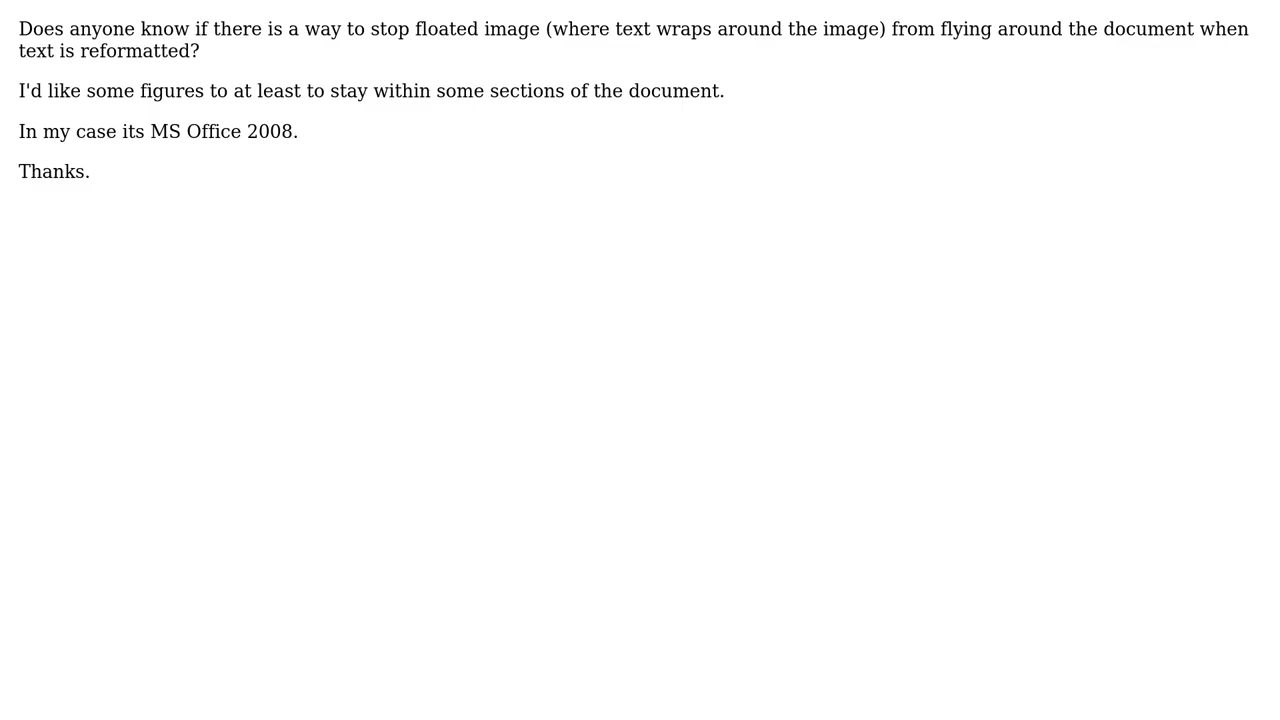 Does anyone know if there is a way to stop floated image (where text wraps around the image) from flying around the document when
text is reformatted?
I'd like some figures to at least to stay within some sections of the document.
In my case its MS Office 2008.
Thanks.